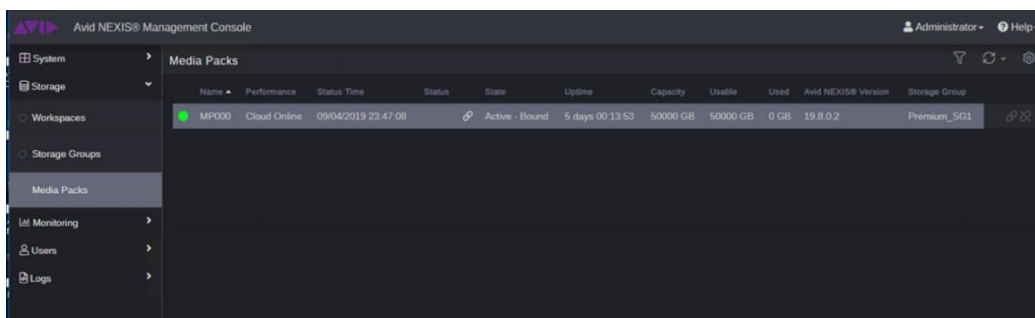 AVID Avid NEXIS® Management Console Administrator Help
System
Media Packs
Storage
Name Performance Status Time Status State Uptime Capacity Usable Used Avid NEXIS® Version Storage Group
Workspaces
MP000 Cloud Online 09/04/2019 23:47:08 Active - Bound 5 days 00:13:53 50000 GB 50000 GB 0 GB 19.8.0.2 Premium_SG1
Storage Groups
Media Packs
Monitoring
Users
Logs